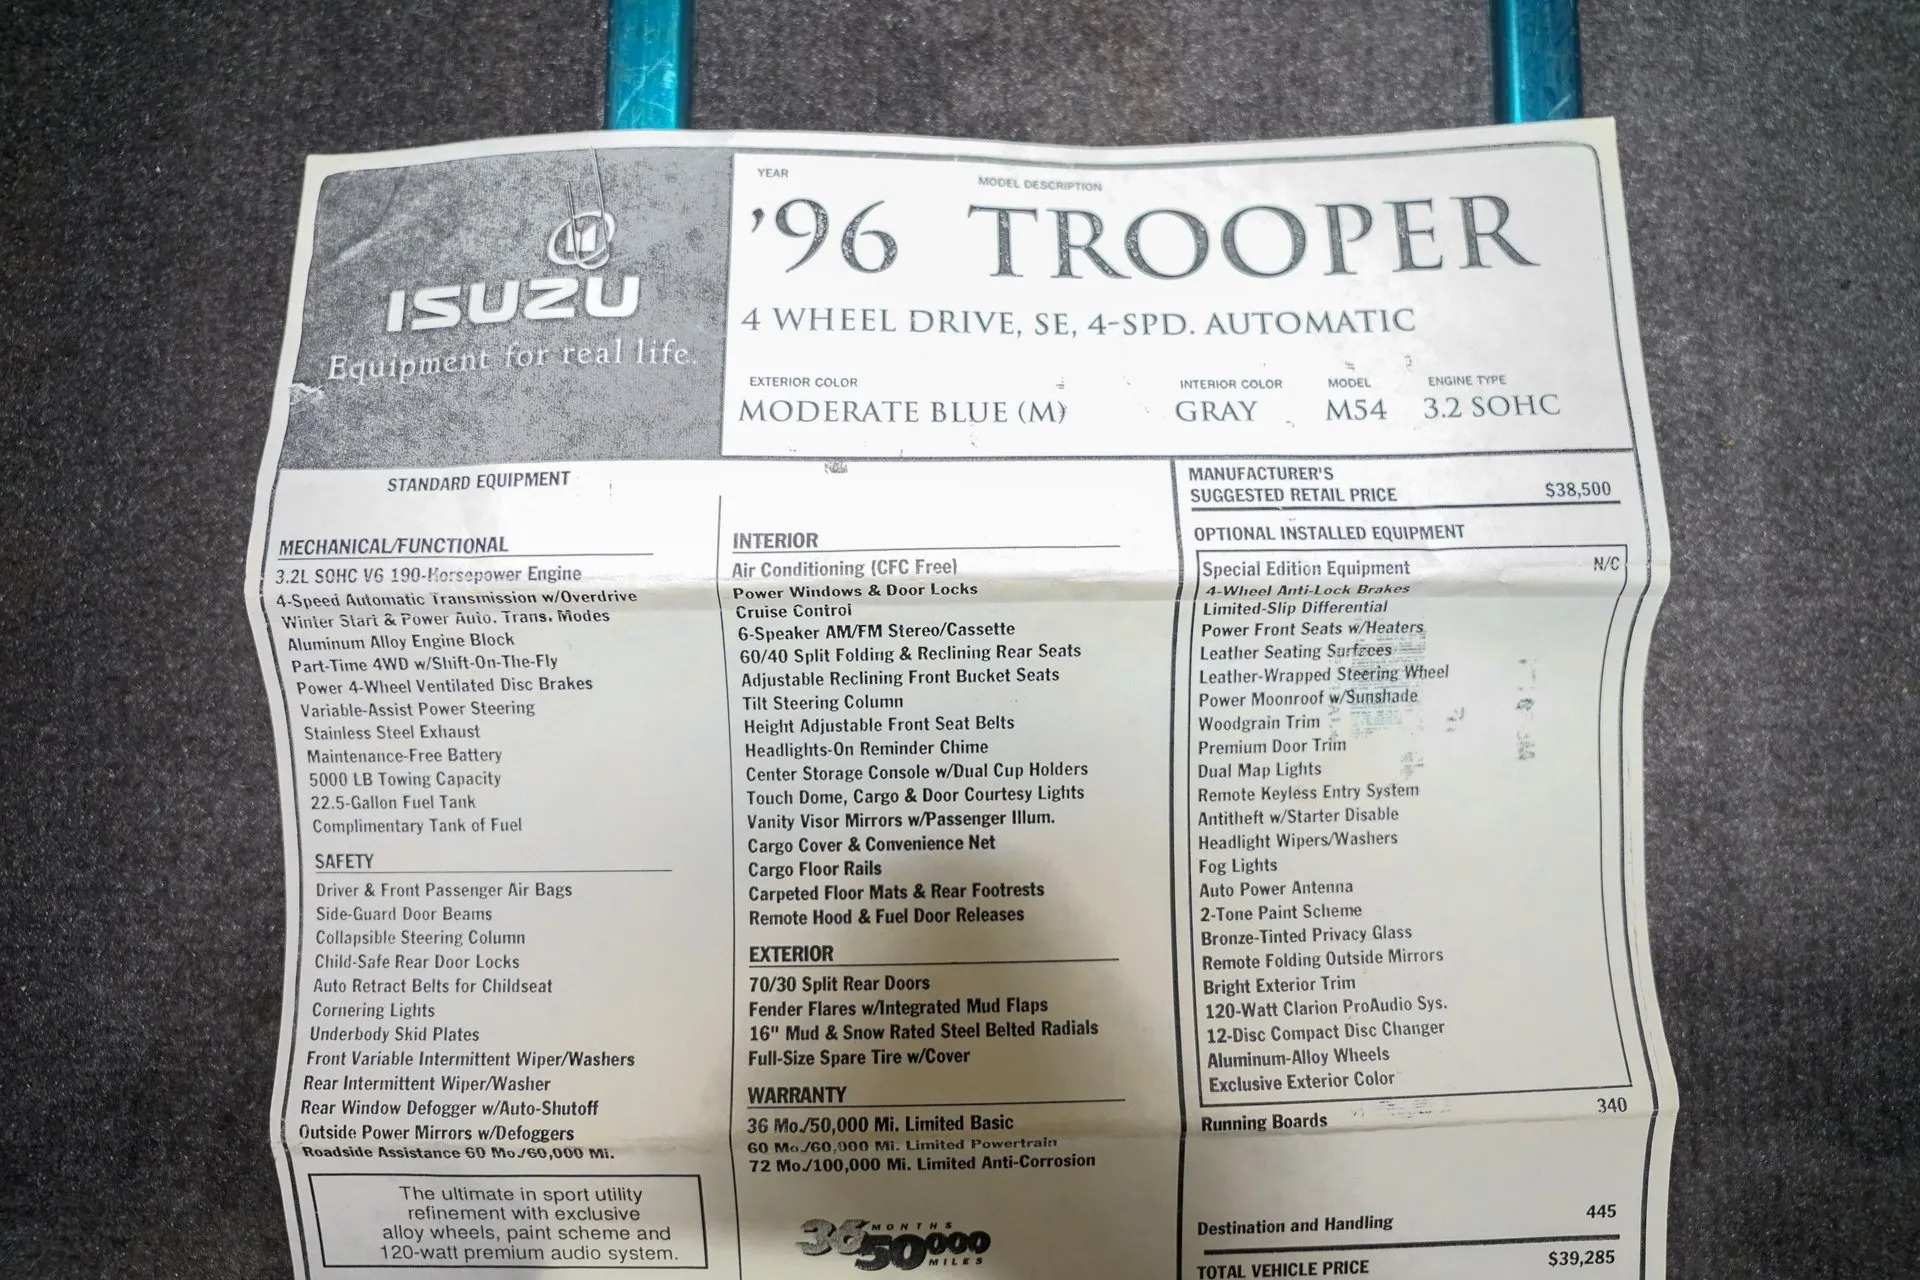 ISUZU
Equipment for real life.
YEAR
MODEL DESCRIPTION
'96 TROOPER
4 WHEEL DRIVE, SE, 4-SPD. AUTOMATIC
EXTERIOR COLOR
INTERIOR COLOR
MODEL
ENGINE TYPE
MODERATE BLUE (M)
GRAY
M54
3.2 SOHC
STANDARD EQUIPMENT
MECHANICAL/FUNCTIONAL
3.2L SOHC V6 190-Horsepower Engine
4-Speed Automatic Transmission w/Overdrive
Winter Start & Power Auto. Trans. Modes
Aluminum Alloy Engine Block
Part-Time 4WD w/Shift-On-The-Fly
Power 4-Wheel Ventilated Disc Brakes
Variable-Assist Power Steering
Stainless Steel Exhaust
Maintenance-Free Battery
5000 LB Towing Capacity
22.5-Gallon Fuel Tank
Complimentary Tank of Fuel
SAFETY
Driver & Front Passenger Air Bags
Side-Guard Door Beams
Collapsible Steering Column
Child-Safe Rear Door Locks
Auto Retract Belts for Childseat
Cornering Lights
Underbody Skid Plates
Front Variable Intermittent Wiper/Washers
Rear Intermittent Wiper/Washer
Rear Window Defogger w/Auto-Shutoff
Outside Power Mirrors w/Defoggers
Roadside Assistance 60 Mo./60,000 Mi.
The ultimate in sport utility
refinement with exclusive
alloy wheels, paint scheme and
120-watt premium audio system.
INTERIOR
Air Conditioning (CFC Free)
Power Windows & Door Locks
Cruise Control
6-Speaker AM/FM Stereo/Cassette
60/40 Split Folding & Reclining Rear Seats
Adjustable Reclining Front Bucket Seats
Tilt Steering Column
Height Adjustable Front Seat Belts
Headlights-On Reminder Chime
Center Storage Console w/Dual Cup Holders
Touch Dome, Cargo & Door Courtesy Lights
Vanity Visor Mirrors w/Passenger Illum.
Cargo Cover & Convenience Net
Cargo Floor Rails
Carpeted Floor Mats & Rear Footrests
Remote Hood & Fuel Door Releases
EXTERIOR
70/30 Split Rear Doors
Fender Flares w/Integrated Mud Flaps
16" Mud & Snow Rated Steel Belted Radials
Full-Size Spare Tire w/Cover
WARRANTY
36 Mo./50,000 Mi. Limited Basic
60 Mo./60,000 Mi. Limited Powertrain
72 Mo./100,000 Mi. Limited Anti-Corrosion
36 MONTHS
50000 MILES
MANUFACTURER'S
SUGGESTED RETAIL PRICE $38,500
OPTIONAL INSTALLED EQUIPMENT
Special Edition Equipment N/C
4-Wheel Anti-Lock Brakes
Limited-Slip Differential
Power Front Seats w/Heaters
Leather Seating Surfaces
Leather-Wrapped Steering Wheel
Power Moonroof w/Sunshade
Woodgrain Trim
Premium Door Trim
Dual Map Lights
Remote Keyless Entry System
Antitheft w/Starter Disable
Headlight Wipers/Washers
Fog Lights
Auto Power Antenna
2-Tone Paint Scheme
Bronze-Tinted Privacy Glass
Remote Folding Outside Mirrors
Bright Exterior Trim
120-Watt Clarion ProAudio Sys.
12-Disc Compact Disc Changer
Aluminum-Alloy Wheels
Exclusive Exterior Color
Running Boards 340
Destination and Handling 445
TOTAL VEHICLE PRICE $39,285